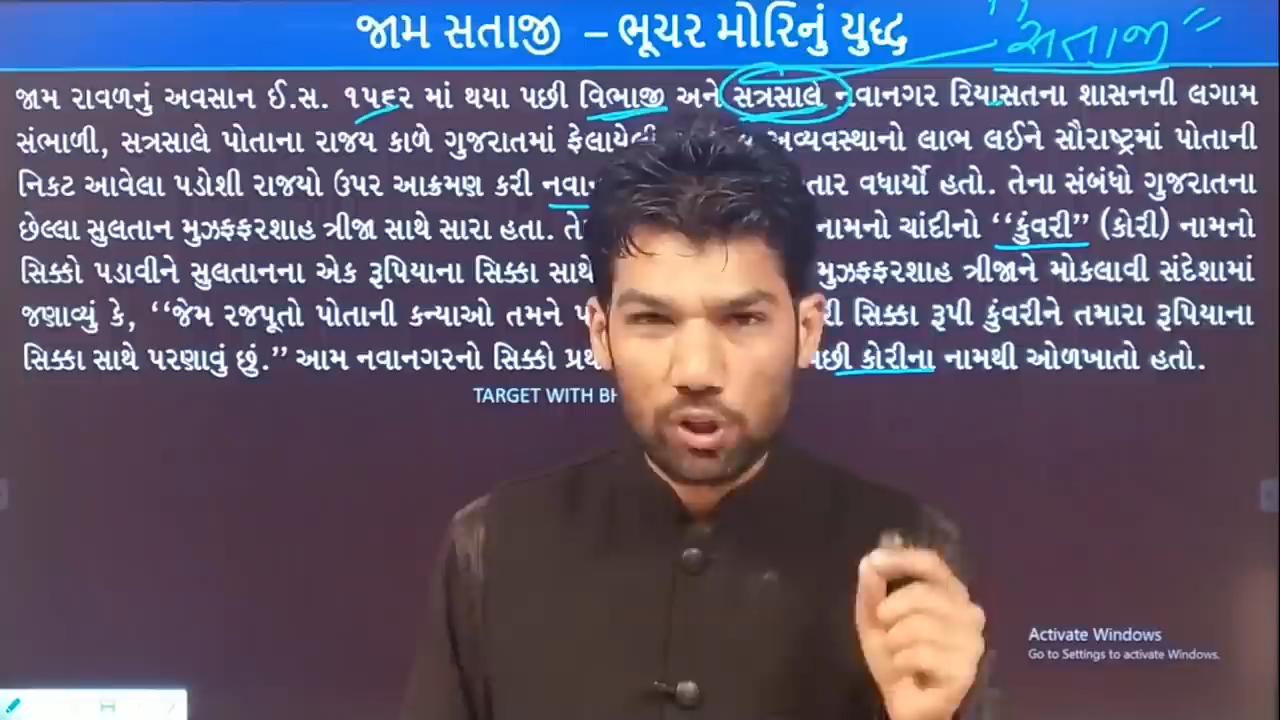 જામ સતાજી – ભૂચર મોરિનું યુદ્ધ
સતાજી
જામ રાવળનું અવસાન ઈ.સ. ૧૫૬૨ માં થયા પછી વિભાજી અને સત્રસાલે નવાનગર રિયાસતના શાસનની લગામ
સંભાળી, સત્રસાલે પોતાના રાજ્ય કાળે ગુજરાતમાં ફેલાયેલી અવ્યવસ્થાનો લાભ લઈને સૌરાષ્ટ્રમાં પોતાની
નિકટ આવેલા પડોશી રાજયો ઉપર આક્રમણ કરી વધાર્યો હતો. તેના સંબંધો ગુજરાતના
છેલ્લા સુલતાન મુઝફ્ફરશાહ ત્રીજા સાથે સારા હતા. નામનો ચાંદીનો ‘‘કુંવરી’’ (કોરી) નામનો
સિક્કો પડાવીને સુલતાનના એક રૂપિયાના સિક્કા સાથે મુઝફ્ફરશાહ ત્રીજાને મોકલાવી સંદેશામાં
જણાવ્યું કે, ‘‘જેમ રજપૂતો પોતાની કન્યાઓ તમને સિક્કા રૂપી કુંવરીને તમારા રૂપિયાના
સિક્કા સાથે પરણાવું છું.’’ આમ નવાનગરનો સિક્કો પછી કોરીના નામથી ઓળખાતો હતો.
TARGET WITH
Activate Windows
Go to Settings to activate Windows.